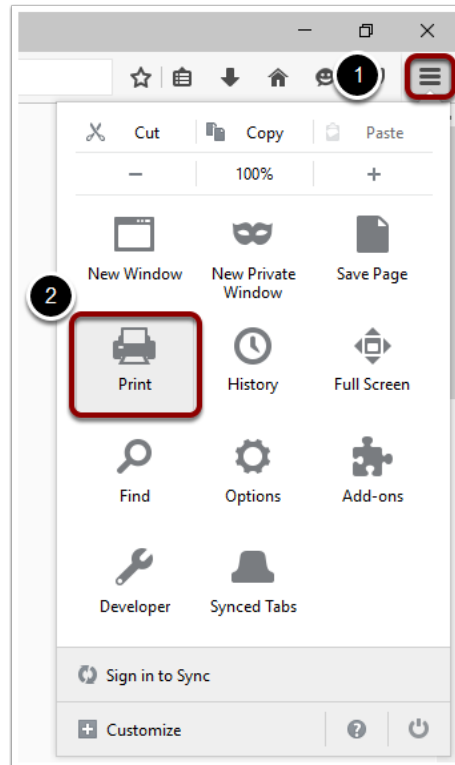 1
Cut Copy Paste
− 100% +
New Window New Private Window Save Page
2
Print History Full Screen
Find Options Add-ons
Developer Synced Tabs
Sign in to Sync
Customize